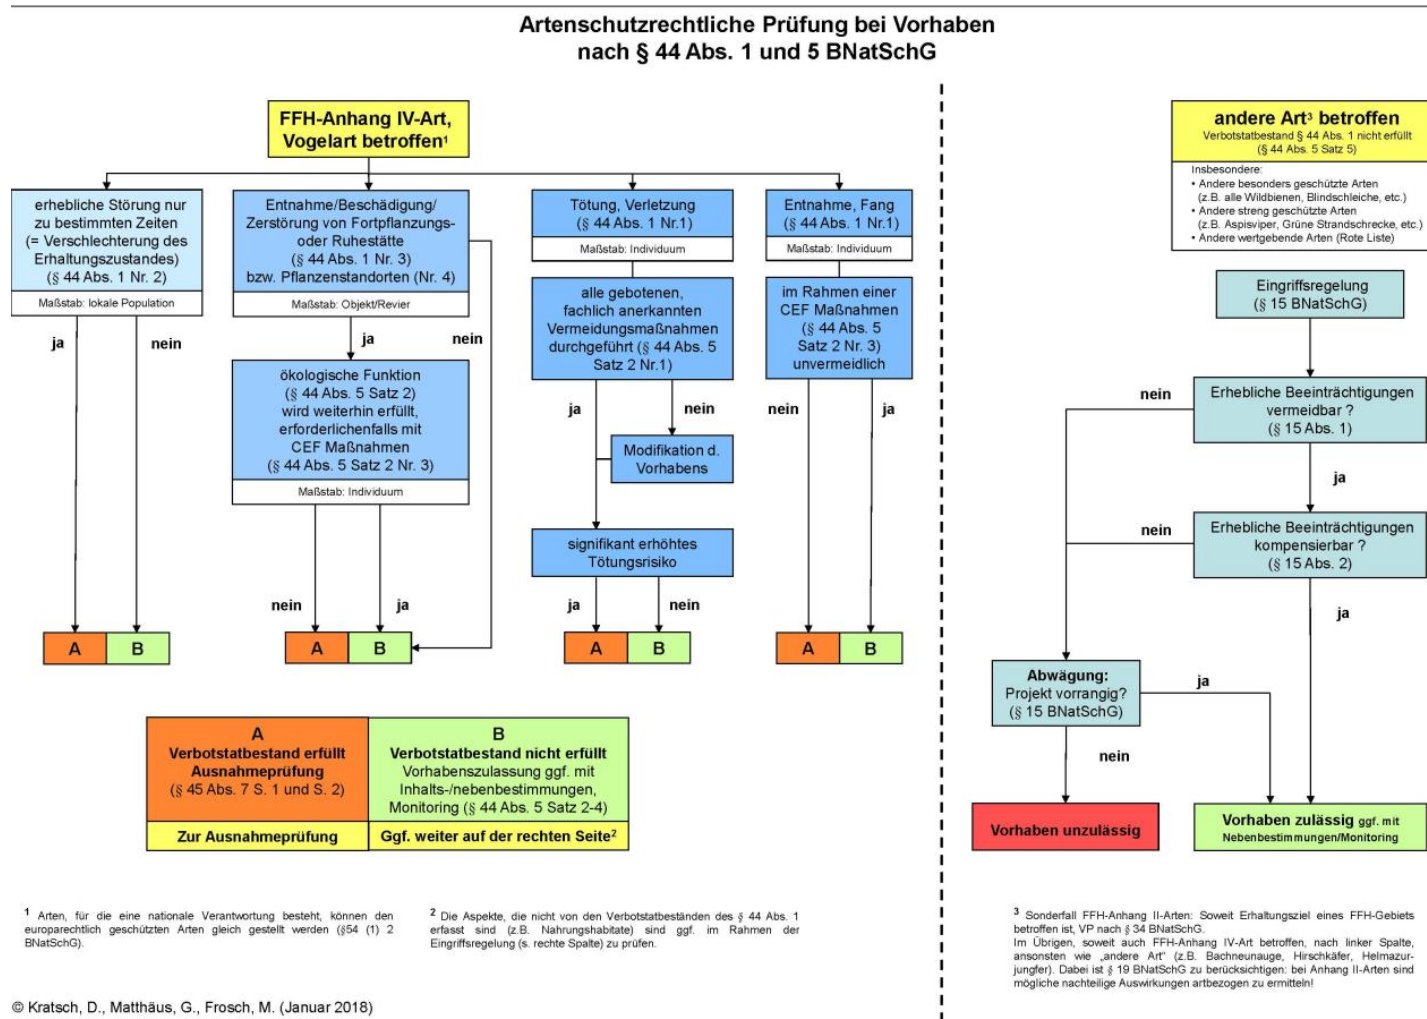 Artenschutzrechtliche Prüfung bei Vorhaben
nach § 44 Abs. 1 und 5 BNatSchG
FFH-Anhang IV-Art,
Vogelart betroffen¹
erhebliche Störung nur
zu bestimmten Zeiten
(= Verschlechterung des
Erhaltungszustandes)
(§ 44 Abs. 1 Nr. 2)
Maßstab: lokale Population
ja
nein
Entnahme/Beschädigung/
Zerstörung von Fortpflanzungs-
oder Ruhestätte
(§ 44 Abs. 1 Nr. 3)
bzw. Pflanzenstandorten (Nr. 4)
Maßstab: Objekt/Revier
ja
nein
ökologische Funktion
(§ 44 Abs. 5 Satz 2)
wird weiterhin erfüllt,
erforderlichenfalls mit
CEF Maßnahmen
(§ 44 Abs. 5 Satz 2 Nr. 3)
Maßstab: Individuum
nein
ja
Tötung, Verletzung
(§ 44 Abs. 1 Nr.1)
Maßstab: Individuum
alle gebotenen,
fachlich anerkannten
Vermeidungsmaßnahmen
durchgeführt (§ 44 Abs. 5
Satz 2 Nr.1)
ja
nein
Modifikation d.
Vorhabens
signifikant erhöhtes
Tötungsrisiko
ja
nein
Entnahme, Fang
(§ 44 Abs. 1 Nr.1)
Maßstab: Individuum
im Rahmen einer
CEF Maßnahmen
(§ 44 Abs. 5
Satz 2 Nr. 3)
unvermeidlich
nein
ja
A
B
A
B
A
B
A
B
A
Verbotstatbestand erfüllt
Ausnahmeprüfung
(§ 45 Abs. 7 S. 1 und S. 2)
Zur Ausnahmeprüfung
B
Verbotstatbestand nicht erfüllt
Vorhabenszulassung ggf. mit
Inhalts-/nebenbestimmungen,
Monitoring (§ 44 Abs. 5 Satz 2-4)
Ggf. weiter auf der rechten Seite²
andere Art³ betroffen
Verbotstatbestand § 44 Abs. 1 nicht erfüllt
(§ 44 Abs. 5 Satz 5)
Insbesondere:
• Andere besonders geschützte Arten
(z.B. alle Wildbienen, Blindschleiche, etc.)
• Andere streng geschützte Arten
(z.B. Aspisviper, Grüne Strandschrecke, etc.)
• Andere wertgebende Arten (Rote Liste)
Eingriffsregelung
(§ 15 BNatSchG)
Erhebliche Beeinträchtigungen
vermeidbar ?
(§ 15 Abs. 1)
nein
ja
Erhebliche Beeinträchtigungen
kompensierbar ?
(§ 15 Abs. 2)
nein
ja
Abwägung:
Projekt vorrangig?
(§ 15 BNatSchG)
ja
nein
Vorhaben unzulässig
Vorhaben zulässig ggf. mit
Nebenbestimmungen/Monitoring
¹ Arten, für die eine nationale Verantwortung besteht, können den
europarechtlich geschützten Arten gleich gestellt werden (§54 (1) 2
BNatSchG).
² Die Aspekte, die nicht von den Verbotstatbeständen des § 44 Abs. 1
erfasst sind (z.B. Nahrungshabitate) sind ggf. im Rahmen der
Eingriffsregelung (s. rechte Spalte) zu prüfen.
³ Sonderfall FFH-Anhang II-Arten: Soweit Erhaltungsziel eines FFH-Gebiets
betroffen ist, VP nach § 34 BNatSchG.
Im Übrigen, soweit auch FFH-Anhang IV-Art betroffen, nach linker Spalte,
ansonsten wie „andere Art“ (z.B. Bachneunauge, Hirschkäfer, Helmazur-
jungfer). Dabei ist § 19 BNatSchG zu berücksichtigen: bei Anhang II-Arten sind
mögliche nachteilige Auswirkungen artbezogen zu ermitteln!
© Kratsch, D., Matthäus, G., Frosch, M. (Januar 2018)